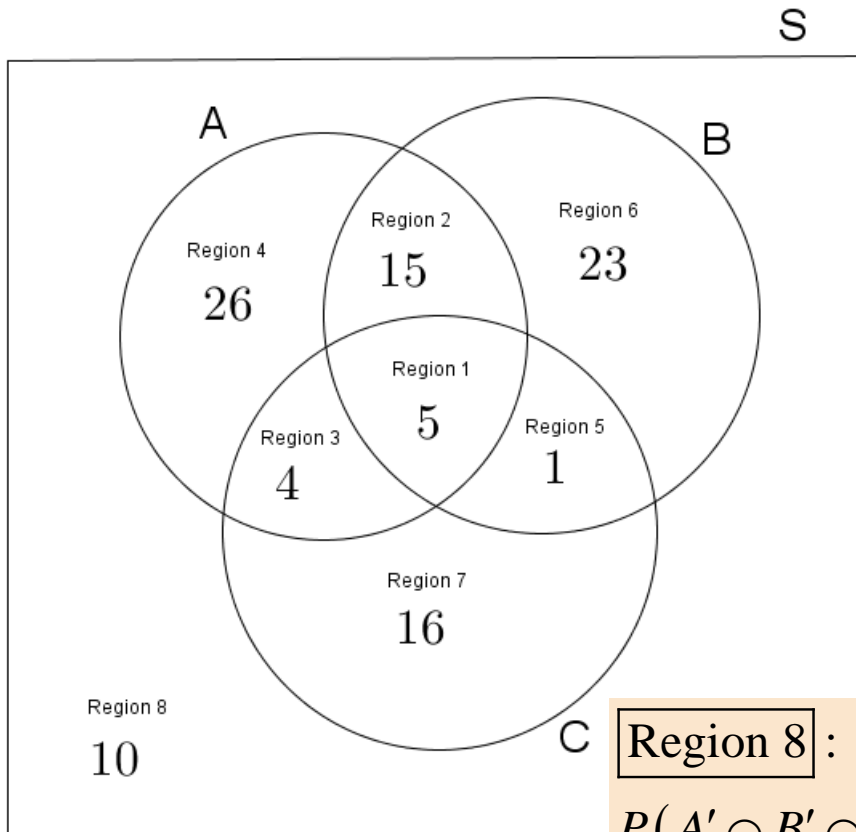 S
A
B
Region 2
15
Region 6
23
Region 4
26
Region 1
5
Region 3
4
Region 5
1
Region 7
16
Region 8
10
C
Region 8 :
P(A′ ∩ B′ ∩